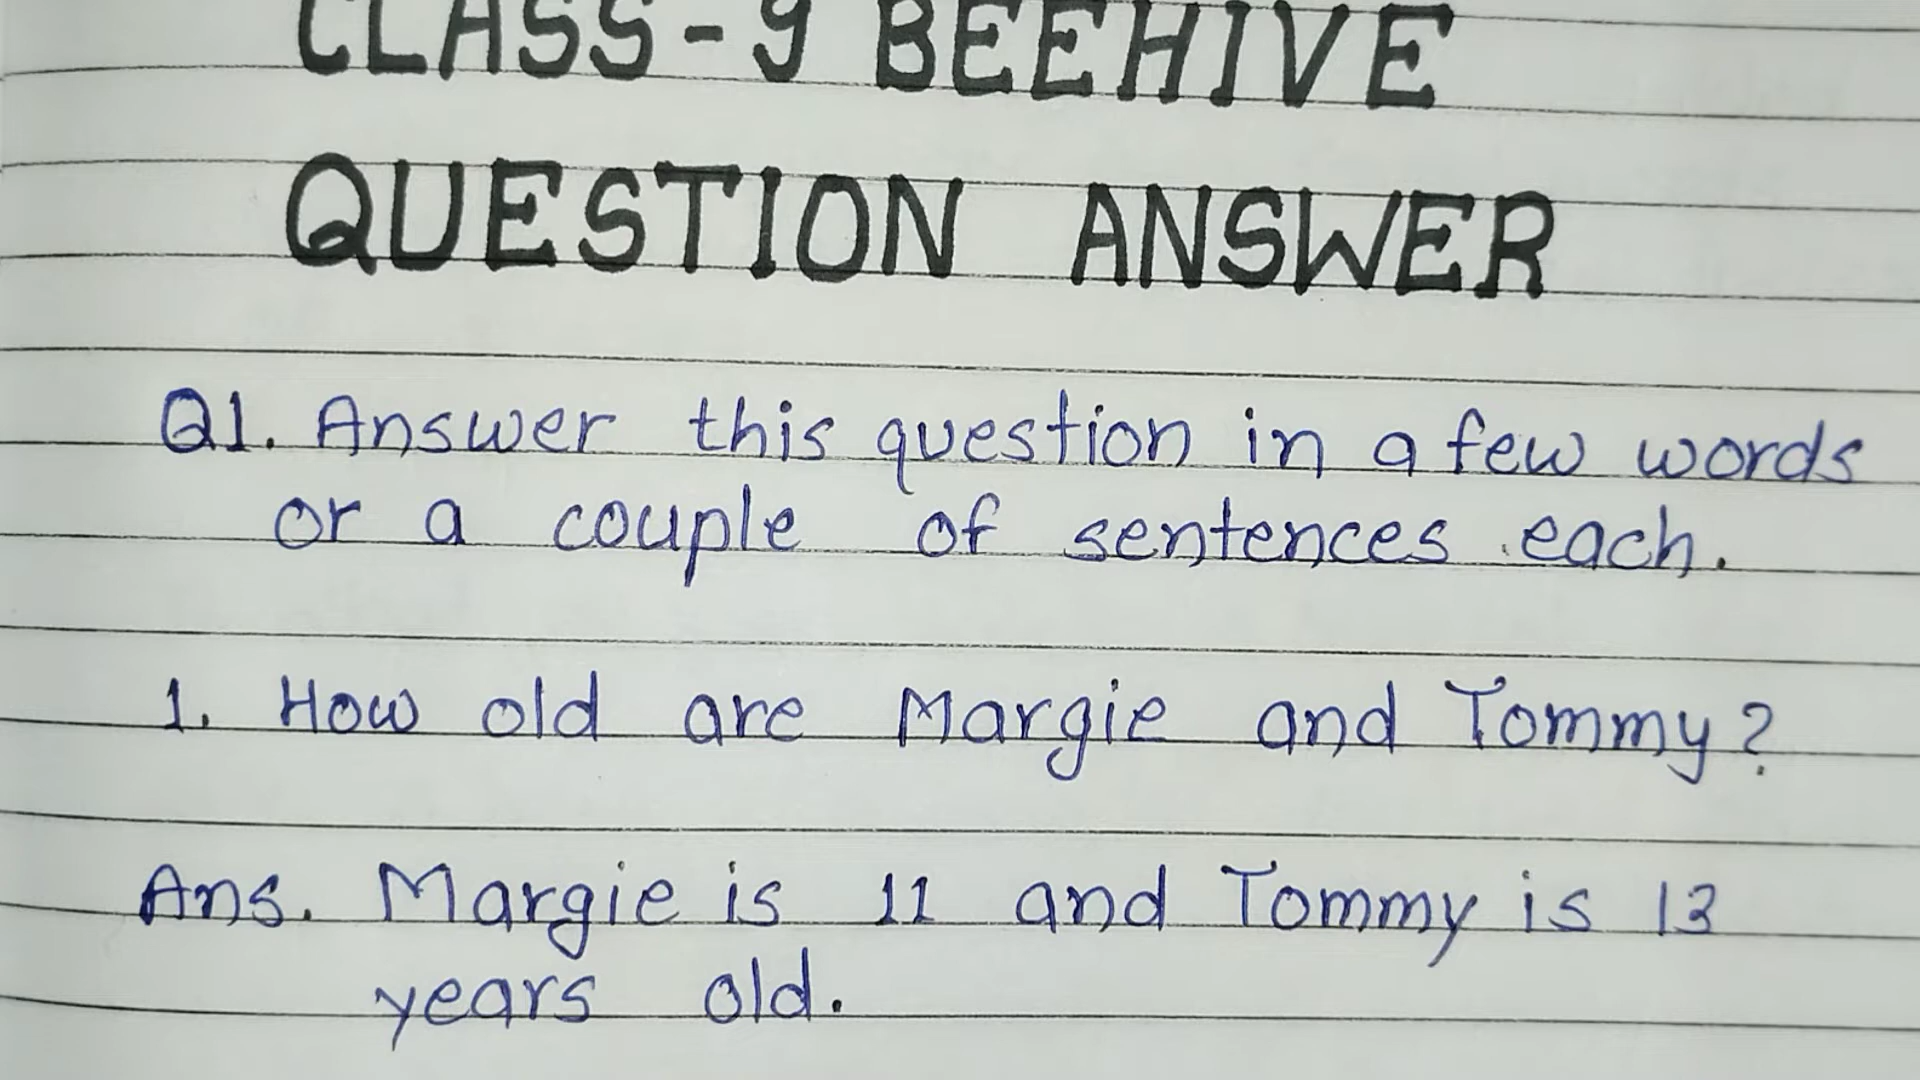 CLASS-9 BEEHIVE
QUESTION ANSWER
Q1. Answer this question in a few words
or a couple of sentences each.
1. How old are Margie and Tommy?
Ans. Margie is 11 and Tommy is 13
years old.